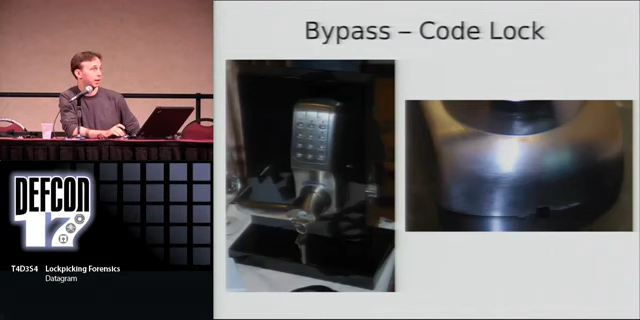 Bypass – Code Lock
DEFCON
17
T4D3S4 Lockpicking Forensics
Datagram